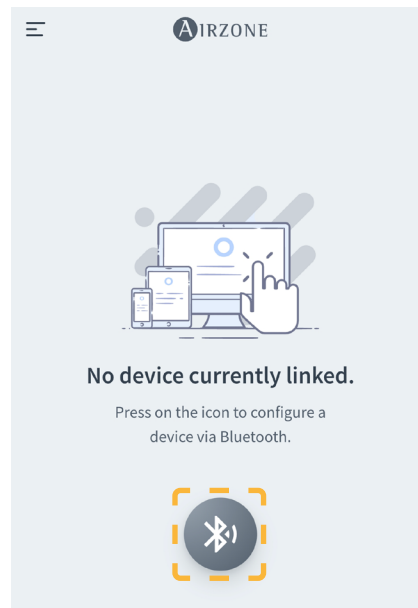 AIRZONE
No device currently linked.
Press on the icon to configure a
device via Bluetooth.